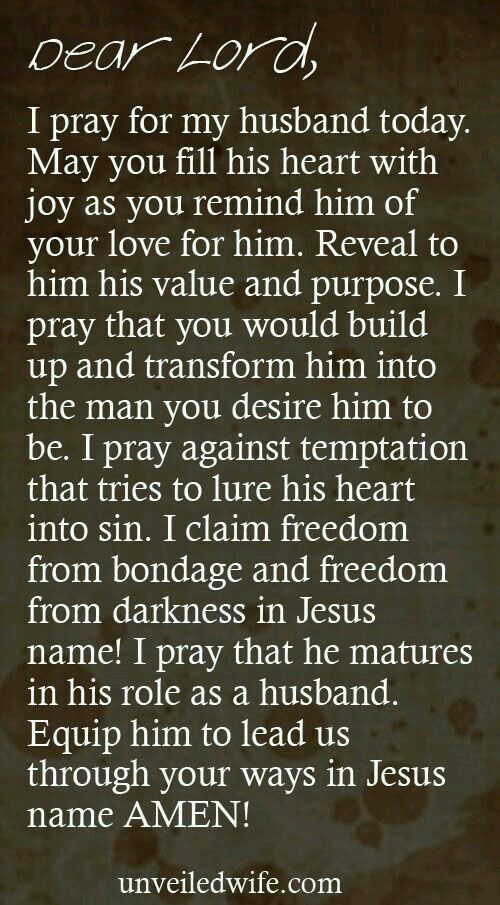 Dear Lord,
I pray for my husband today.
May you fill his heart with
joy as you remind him of
your love for him. Reveal to
him his value and purpose. I
pray that you would build
up and transform him into
the man you desire him to
be. I pray against temptation
that tries to lure his heart
into sin. I claim freedom
from bondage and freedom
from darkness in Jesus
name! I pray that he matures
in his role as a husband.
Equip him to lead us
through your ways in Jesus
name AMEN!
unveiledwife.com